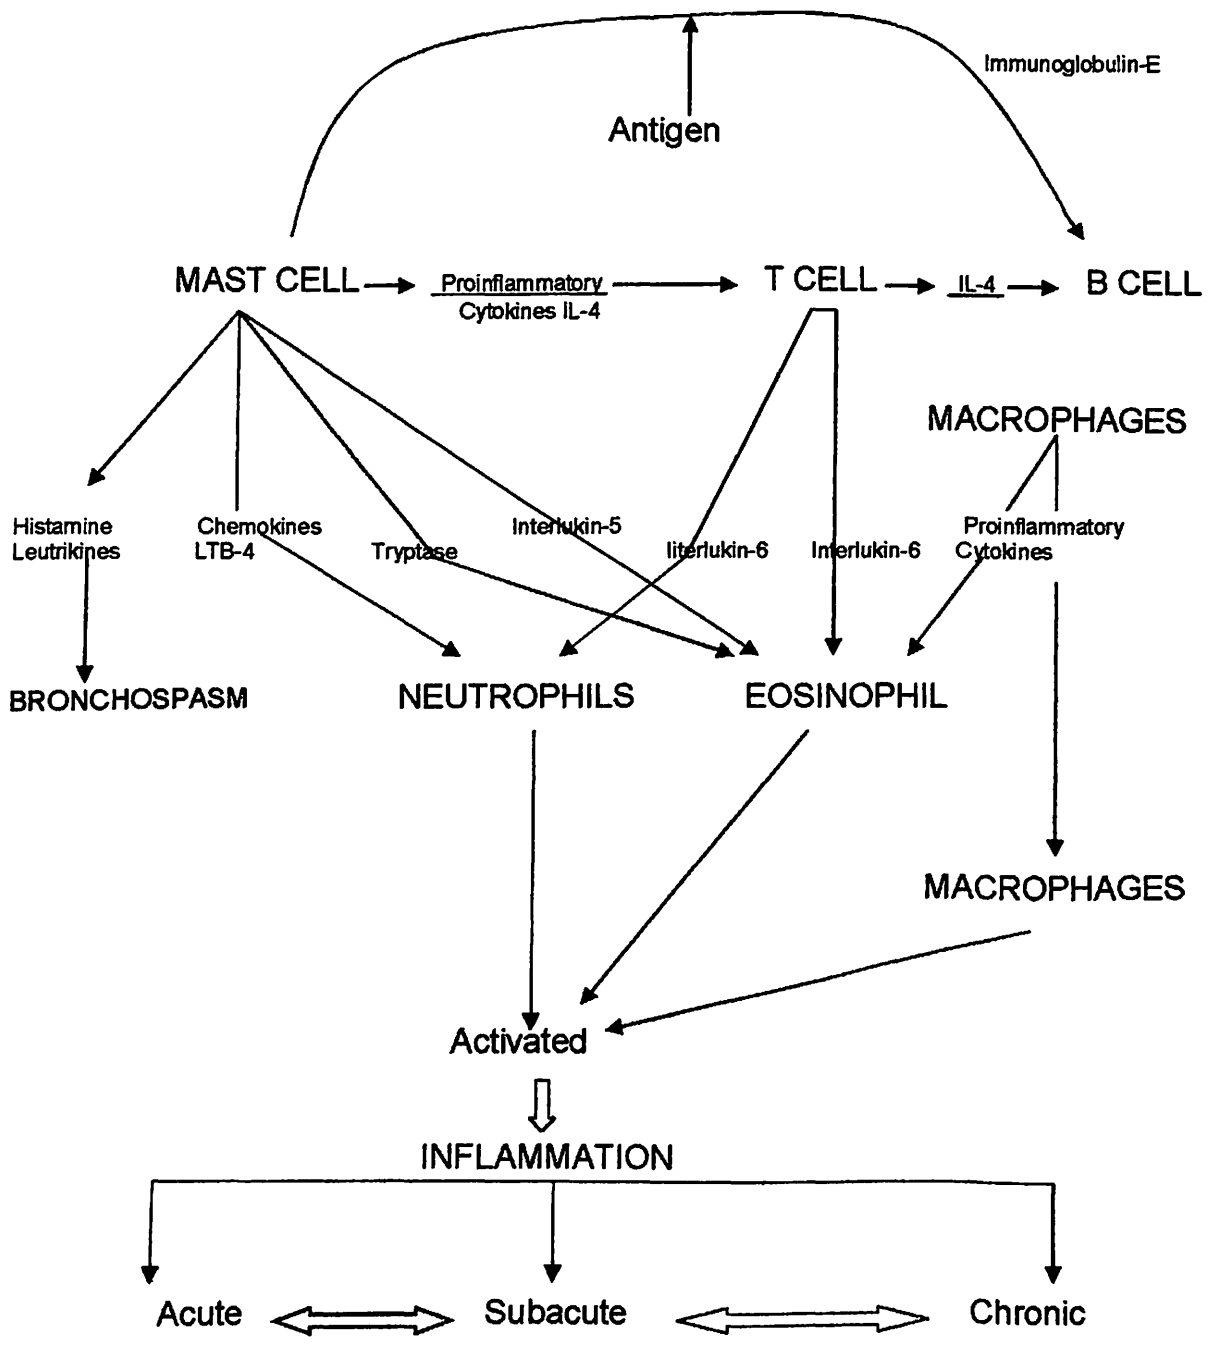 Immunoglobulin-E
Antigen
MAST CELL
Proinflammatory
Cytokines IL-4
T CELL
IL-4
B CELL
MACROPHAGES
Histamine
Leutrikines
Chemokines
LTB-4
Tryptase
Interlukin-5
Iiterlukin-6
Interlukin-6
Proinflammatory
Cytokines
BRONCHOSPASM
NEUTROPHILS
EOSINOPHIL
MACROPHAGES
Activated
INFLAMMATION
Acute
Subacute
Chronic